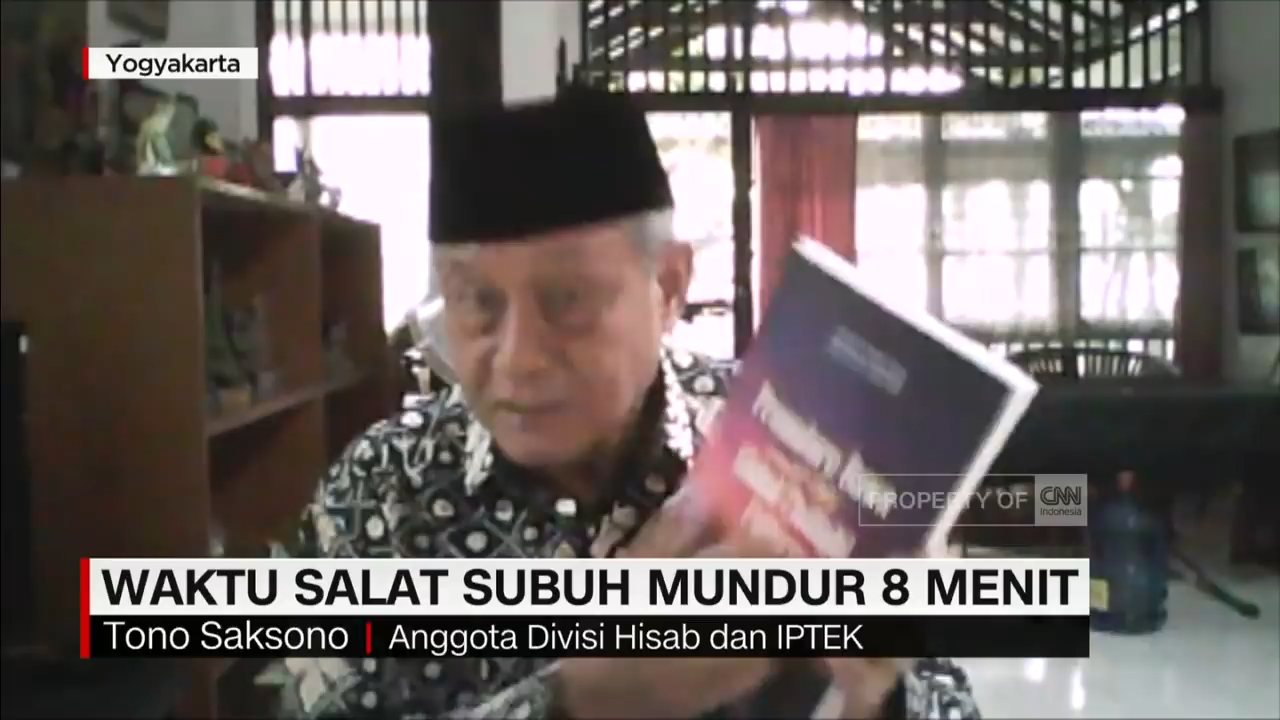 Yogyakarta
PROPERTY OF CNN Indonesia
WAKTU SALAT SUBUH MUNDUR 8 MENIT
Tono Saksono | Anggota Divisi Hisab dan IPTEK